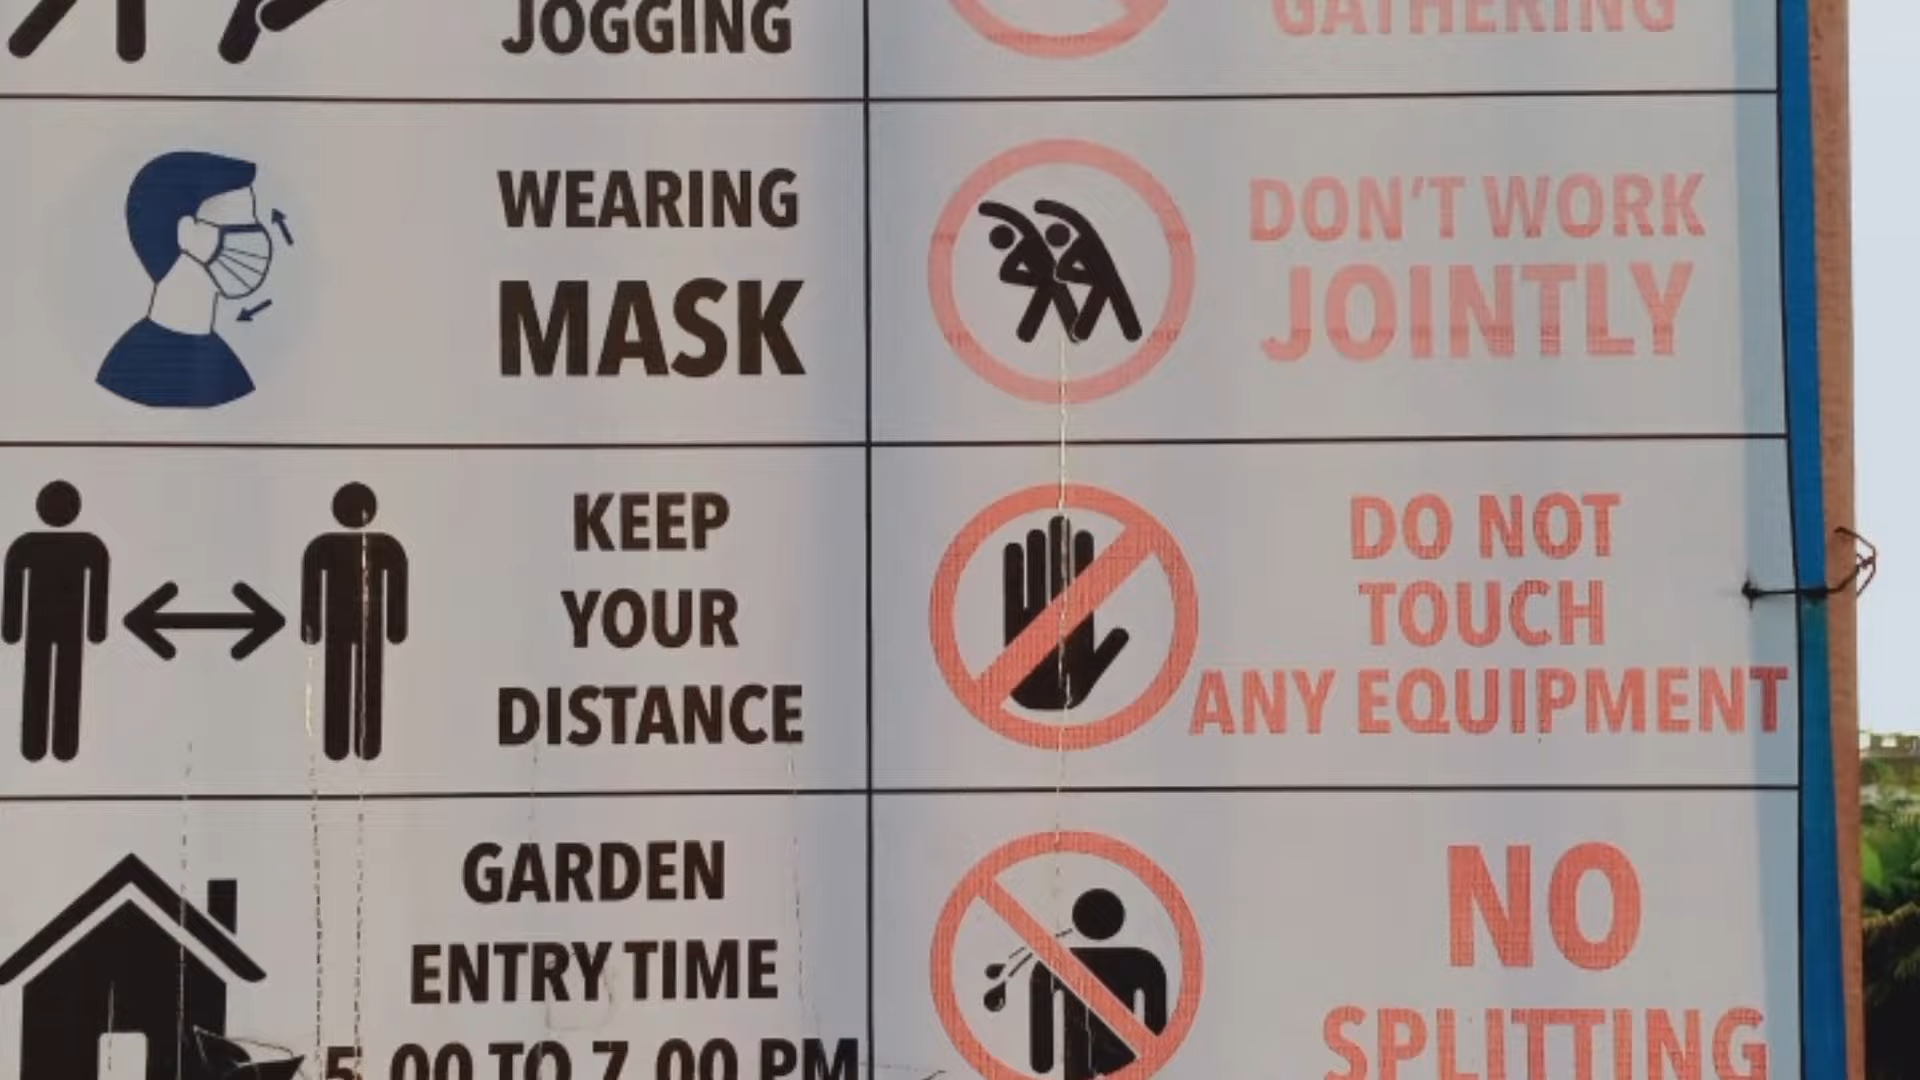 JOGGING
GATHERING
WEARING
MASK
DON'T WORK
JOINTLY
KEEP
YOUR
DISTANCE
DO NOT
TOUCH
ANY EQUIPMENT
GARDEN
ENTRY TIME
5.00 TO 7.00 PM
NO
SPLITTING